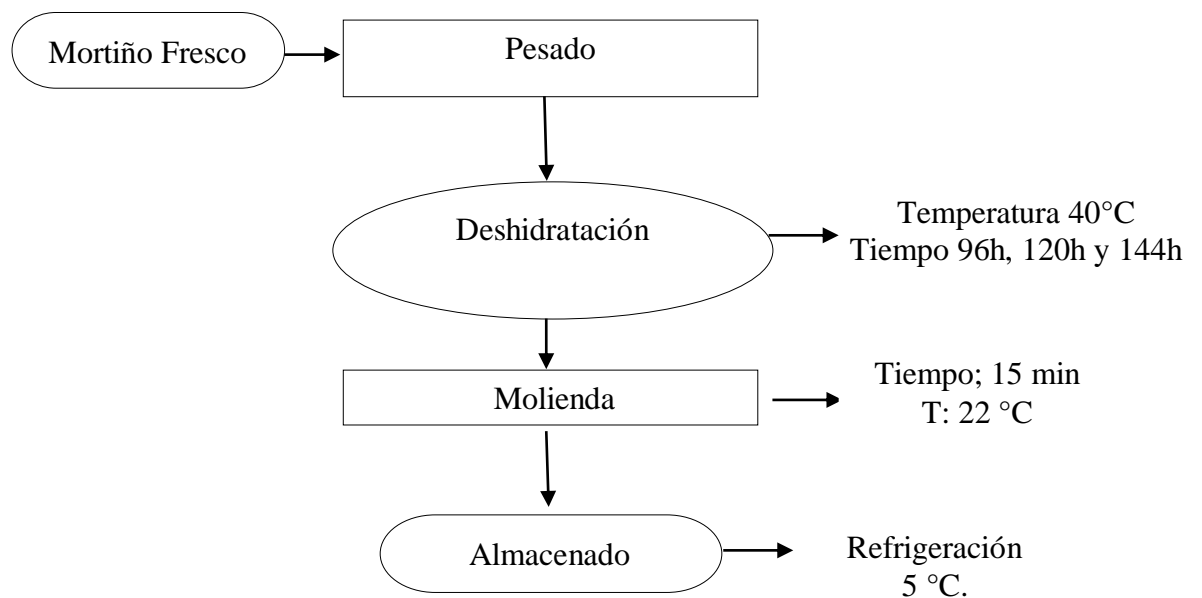 Mortiño Fresco
Pesado
Deshidratación
Temperatura 40°C
Tiempo 96h, 120h y 144h
Molienda
Tiempo; 15 min
T: 22 °C
Almacenado
Refrigeración
5 °C.